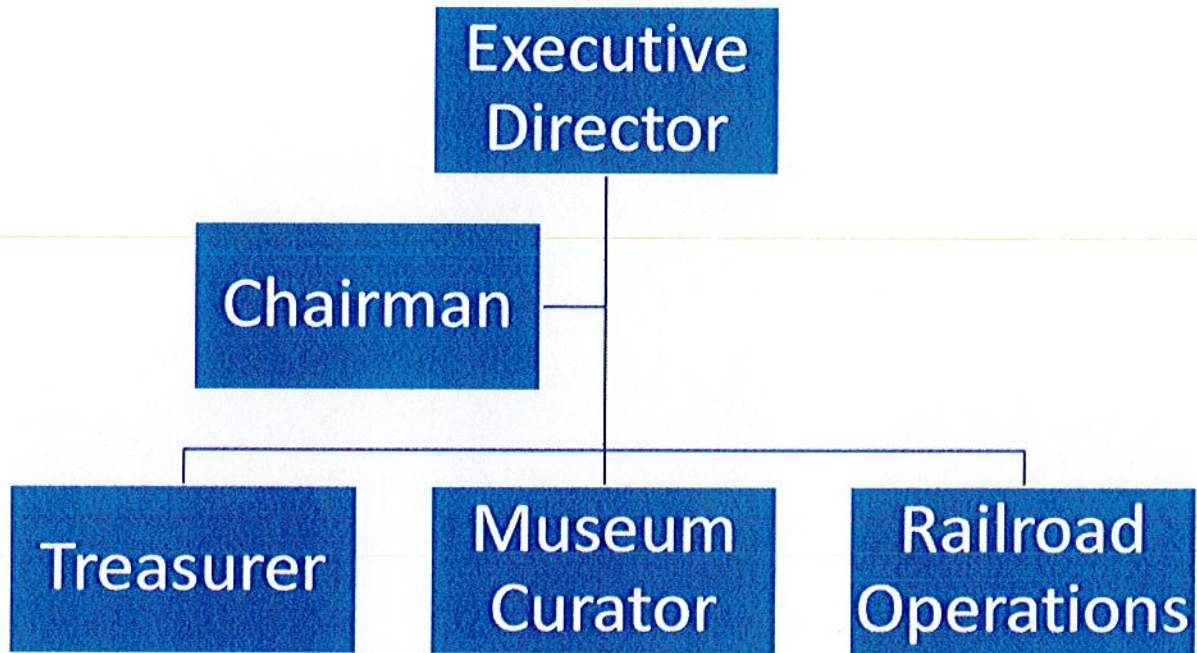 Executive
Director
Chairman
Treasurer
Museum
Curator
Railroad
Operations